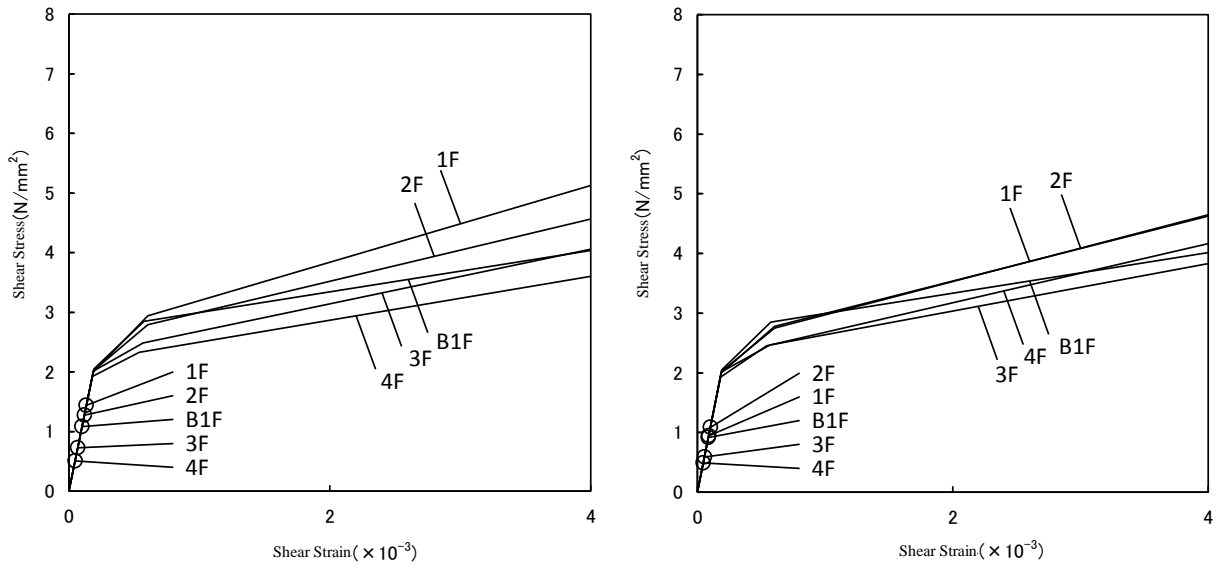 8
7
6
5
4
3
2
1
0
Shear Stress(N/mm²)
1F
2F
B1F
3F
4F
1F
2F
B1F
3F
4F
0
2
4
Shear Strain(×10⁻³)
8
7
6
5
4
3
2
1
0
Shear Stress(N/mm²)
2F
1F
B1F
4F
3F
2F
1F
B1F
3F
4F
0
2
4
Shear Strain(×10⁻³)